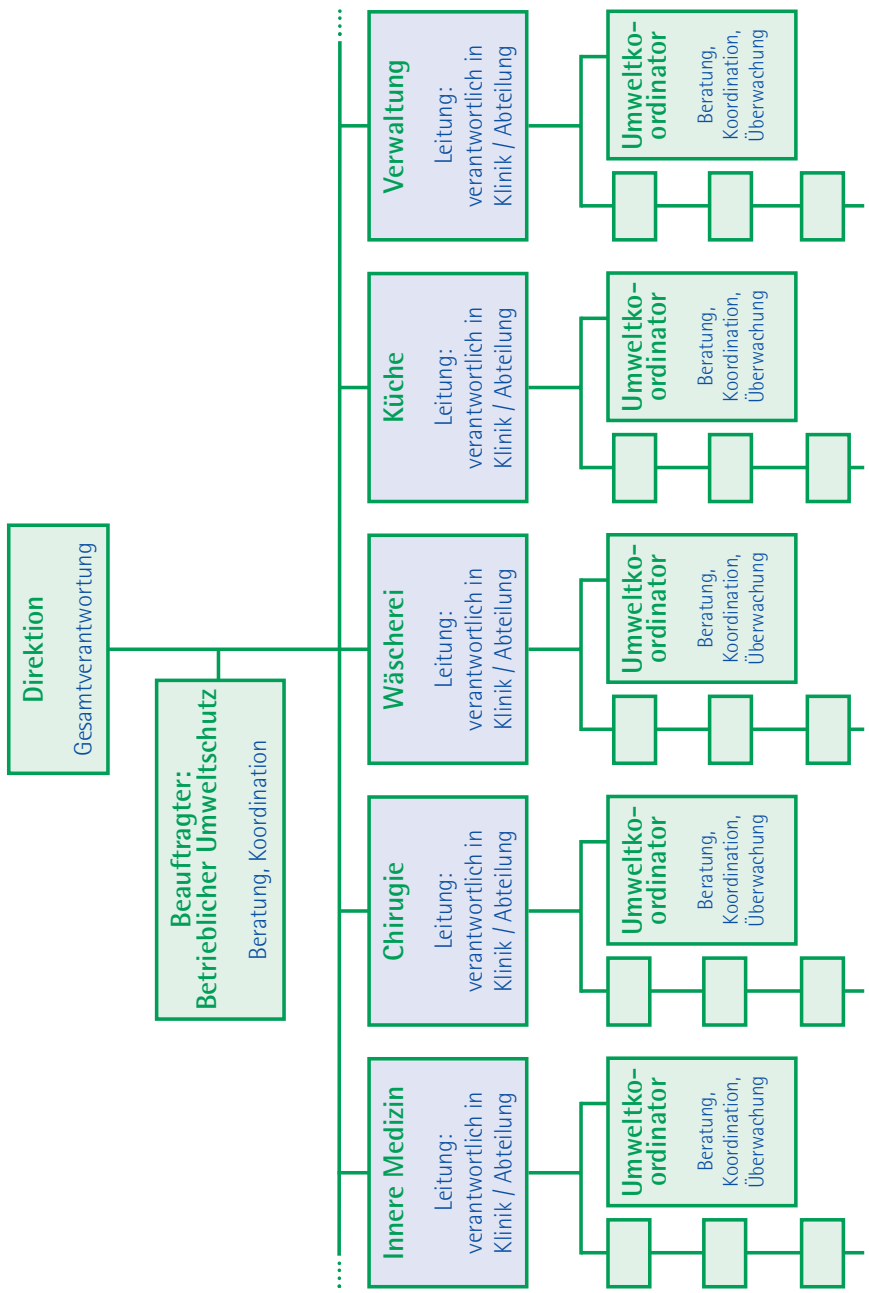 Direktion
Gesamtverantwortung
Beauftragter:
Betrieblicher Umweltschutz
Beratung, Koordination
Innere Medizin
Leitung:
verantwortlich in
Klinik / Abteilung
Chirugie
Leitung:
verantwortlich in
Klinik / Abteilung
Wäscherei
Leitung:
verantwortlich in
Klinik / Abteilung
Küche
Leitung:
verantwortlich in
Klinik / Abteilung
Verwaltung
Leitung:
verantwortlich in
Klinik / Abteilung
Umweltko-
ordinator
Beratung,
Koordination,
Überwachung
Umweltko-
ordinator
Beratung,
Koordination,
Überwachung
Umweltko-
ordinator
Beratung,
Koordination,
Überwachung
Umweltko-
ordinator
Beratung,
Koordination,
Überwachung
Umweltko-
ordinator
Beratung,
Koordination,
Überwachung